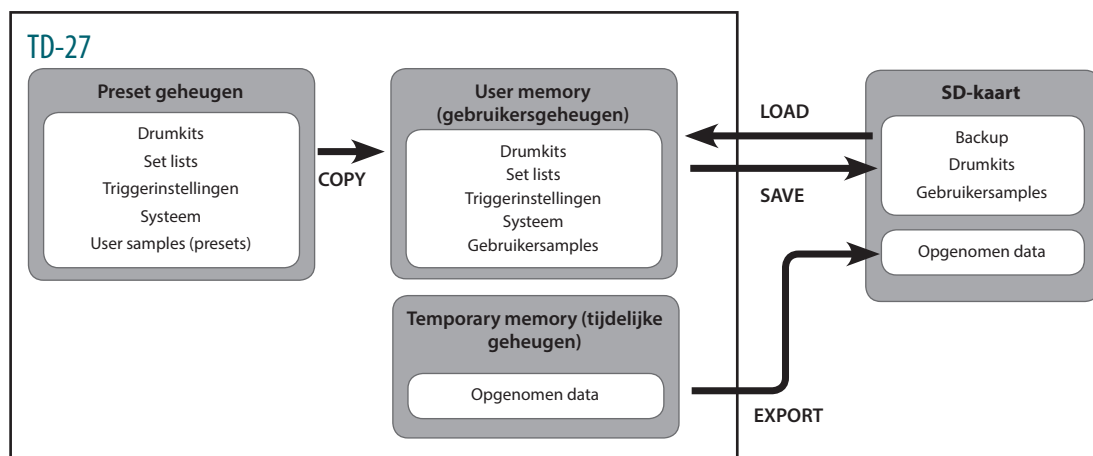 TD-27
Preset geheugen
Drumkits
Set lists
Triggerinstellingen
Systeem
User samples (presets)
COPY
User memory
(gebruikersgeheugen)
Drumkits
Set lists
Triggerinstellingen
Systeem
Gebruikersamples
Temporary memory (tijdelijke
geheugen)
Opgenomen data
LOAD
SAVE
EXPORT
SD-kaart
Backup
Drumkits
Gebruikersamples
Opgenomen data